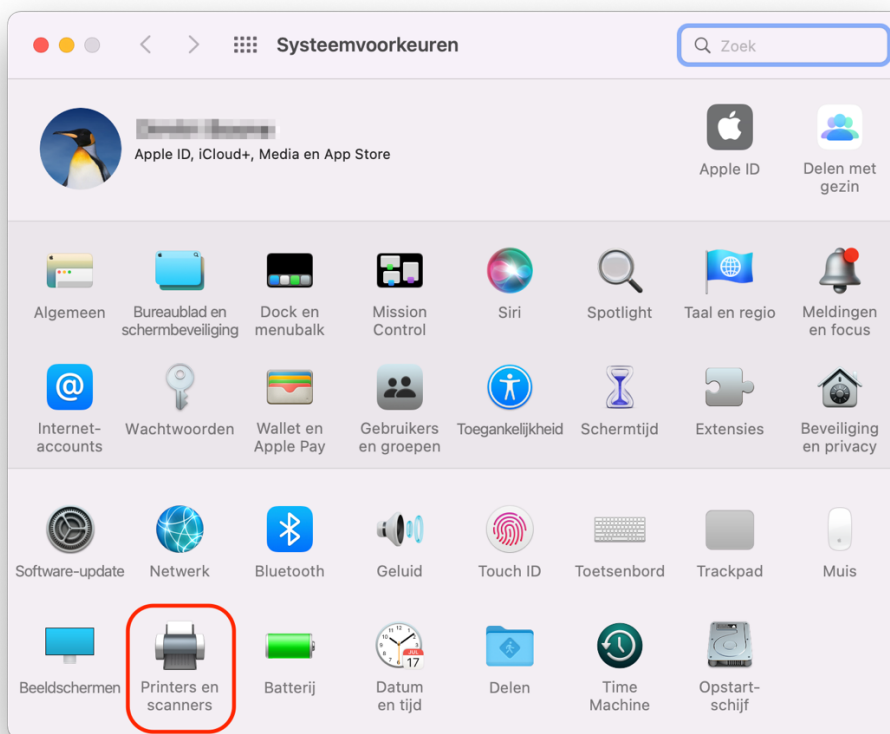 Systeemvoorkeuren
Zoek
Apple ID, iCloud+, Media en App Store
Apple ID
Delen met
gezin
Algemeen
Bureaublad en
schermbeveiliging
Dock en
menubalk
Mission
Control
Siri
Spotlight
Taal en regio
Meldingen
en focus
Internet-
accounts
Wachtwoorden
Wallet en
Apple Pay
Gebruikers
en groepen
Toegankelijkheid
Schermtijd
Extensies
Beveiliging
en privacy
Software-update
Netwerk
Bluetooth
Geluid
Touch ID
Toetsenbord
Trackpad
Muis
Beeldschermen
Printers en
scanners
Batterij
JUL
17
Datum
en tijd
Delen
Time
Machine
Opstart-
schijf